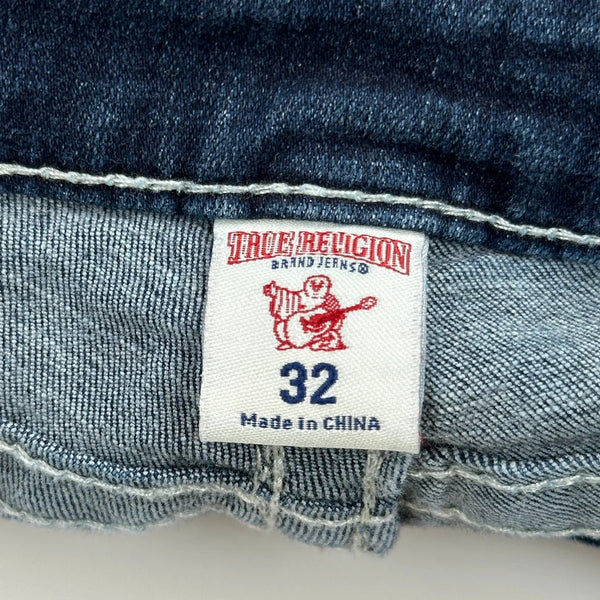 TRUE RELIGION
BRAND JEANS®
32
Made in CHINA